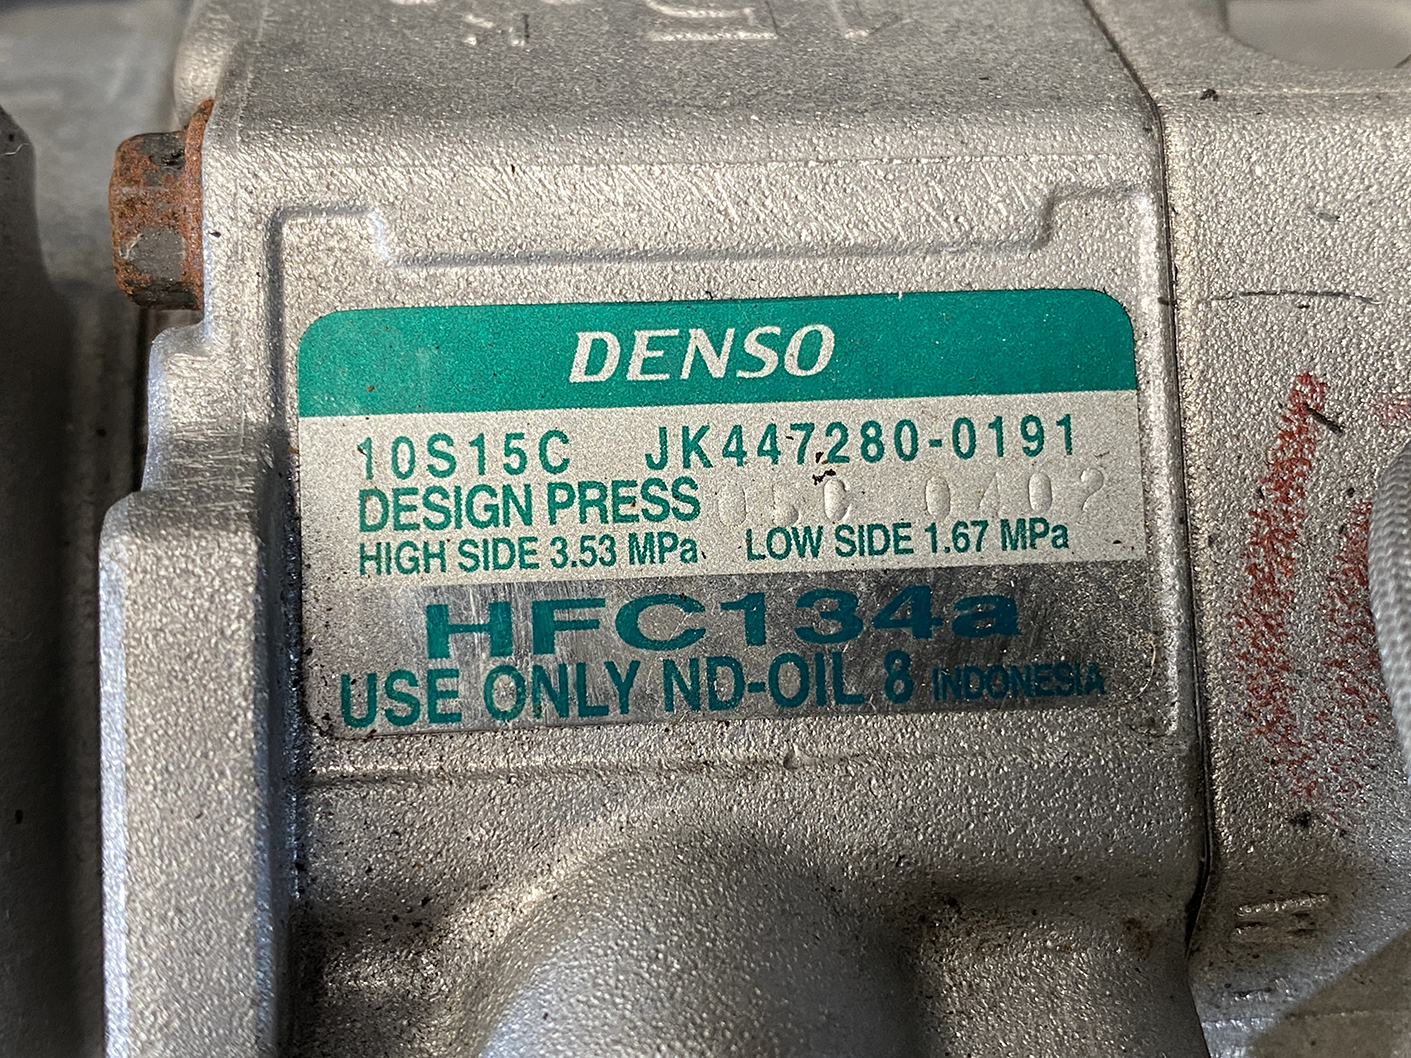 DENSO
10S15C JK447280-0191
DESIGN PRESS
HIGH SIDE 3.53 MPa LOW SIDE 1.67 MPa
HFC134a
USE ONLY ND-OIL 8 INDONESIA